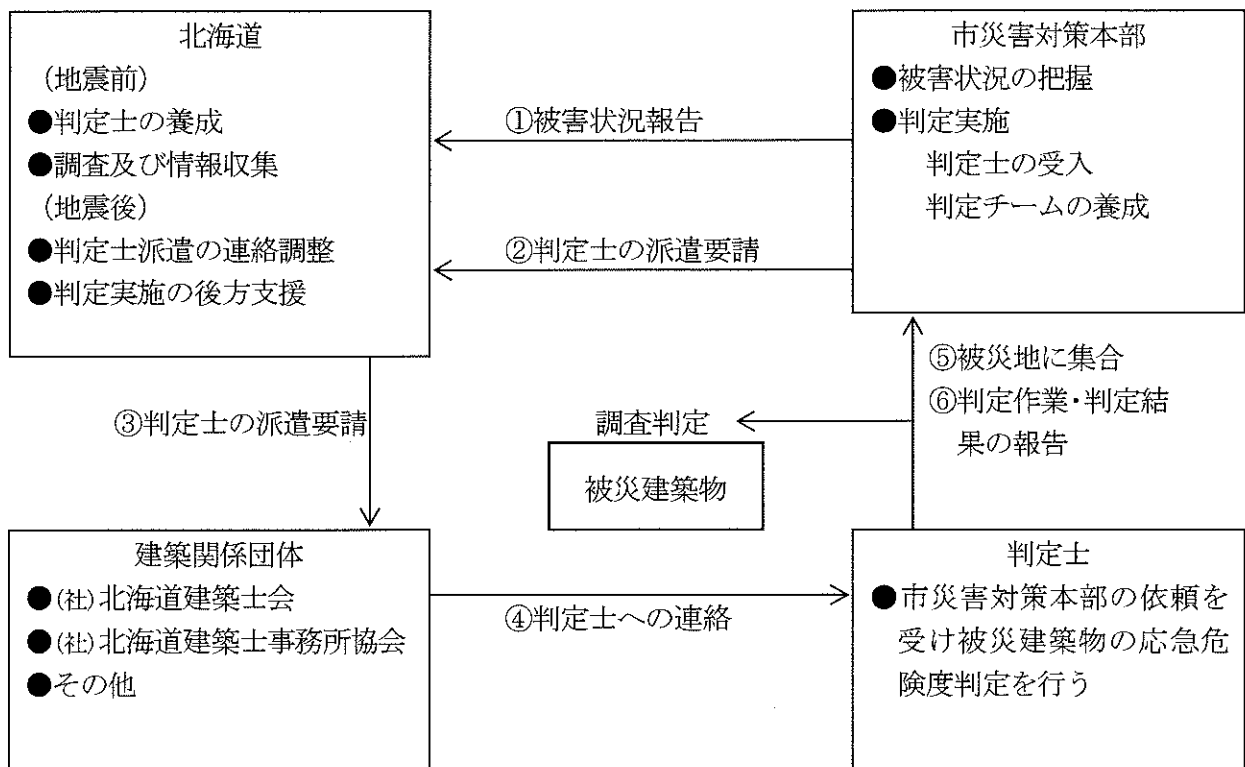 北海道
(地震前)
●判定士の養成
●調査及び情報収集
(地震後)
●判定士派遣の連絡調整
●判定実施の後方支援
市災害対策本部
●被害状況の把握
●判定実施
判定士の受入
判定チームの養成
①被害状況報告
②判定士の派遣要請
③判定士の派遣要請
調査判定
被災建築物
⑤被災地に集合
⑥判定作業・判定結
果の報告
建築関係団体
●(社)北海道建築士会
●(社)北海道建築士事務所協会
●その他
④判定士への連絡
判定士
●市災害対策本部の依頼を
受け被災建築物の応急危
険度判定を行う